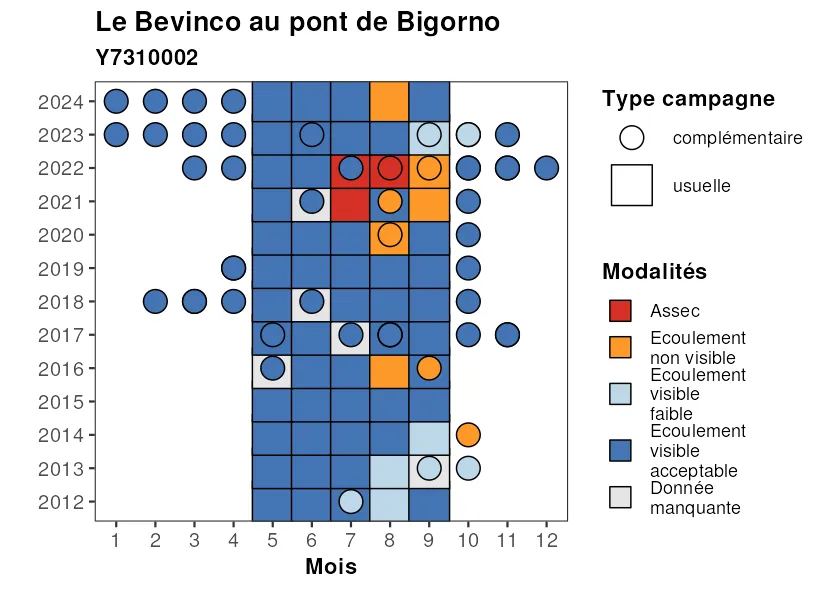 Le Bevinco au pont de Bigorno
Y7310002
2024
2023
2022
2021
2020
2019
2018
2017
2016
2015
2014
2013
2012
1 2 3 4 5 6 7 8 9 10 11 12
Mois
Type campagne
complémentaire
usuelle
Modalités
Assec
Ecoulement
non visible
Ecoulement
visible
faible
Ecoulement
visible
acceptable
Donnée
manquante